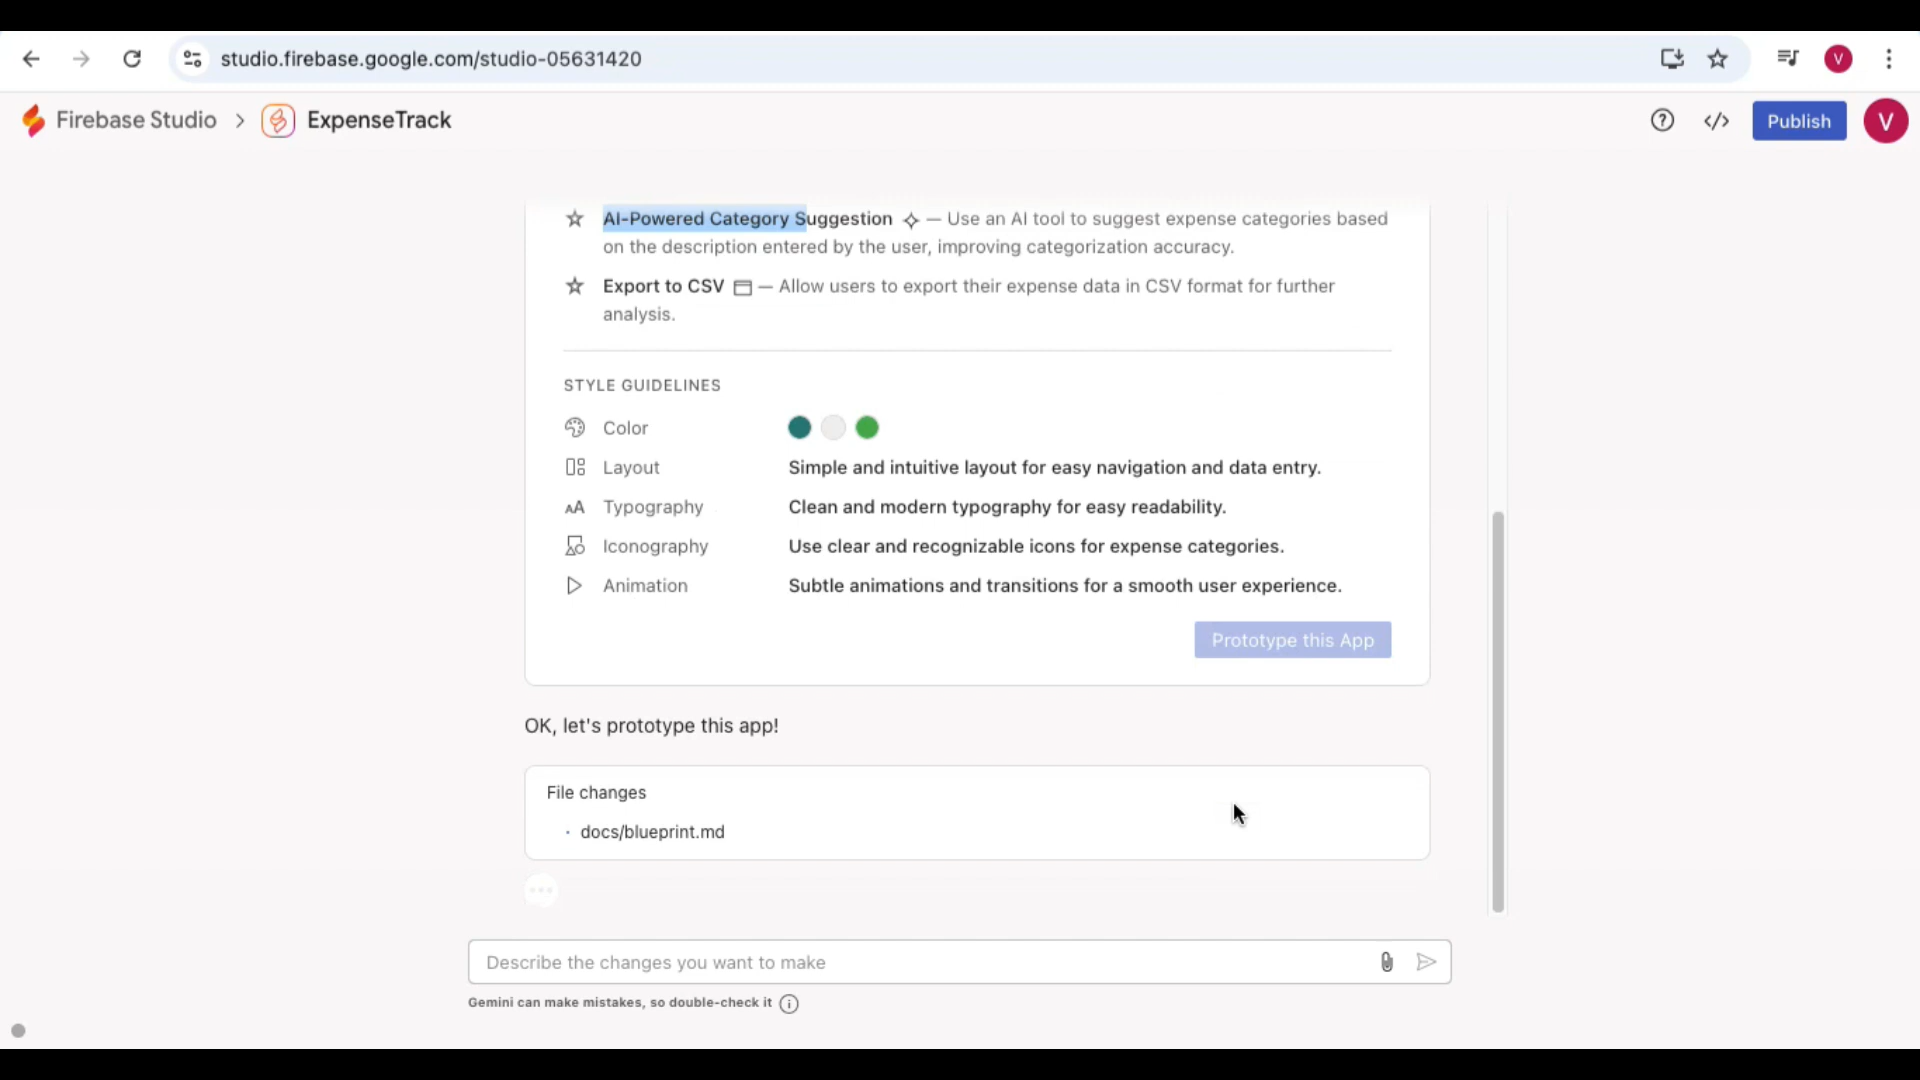 studio.firebase.google.com/studio-05631420
V
Firebase Studio > ExpenseTrack
Publish
V
AI-Powered Category Suggestion — Use an AI tool to suggest expense categories based
on the description entered by the user, improving categorization accuracy.
Export to CSV — Allow users to export their expense data in CSV format for further
analysis.
STYLE GUIDELINES
Color
Layout Simple and intuitive layout for easy navigation and data entry.
AA Typography Clean and modern typography for easy readability.
Iconography Use clear and recognizable icons for expense categories.
Animation Subtle animations and transitions for a smooth user experience.
Prototype this App
OK, let's prototype this app!
File changes
· docs/blueprint.md
Describe the changes you want to make
Gemini can make mistakes, so double-check it